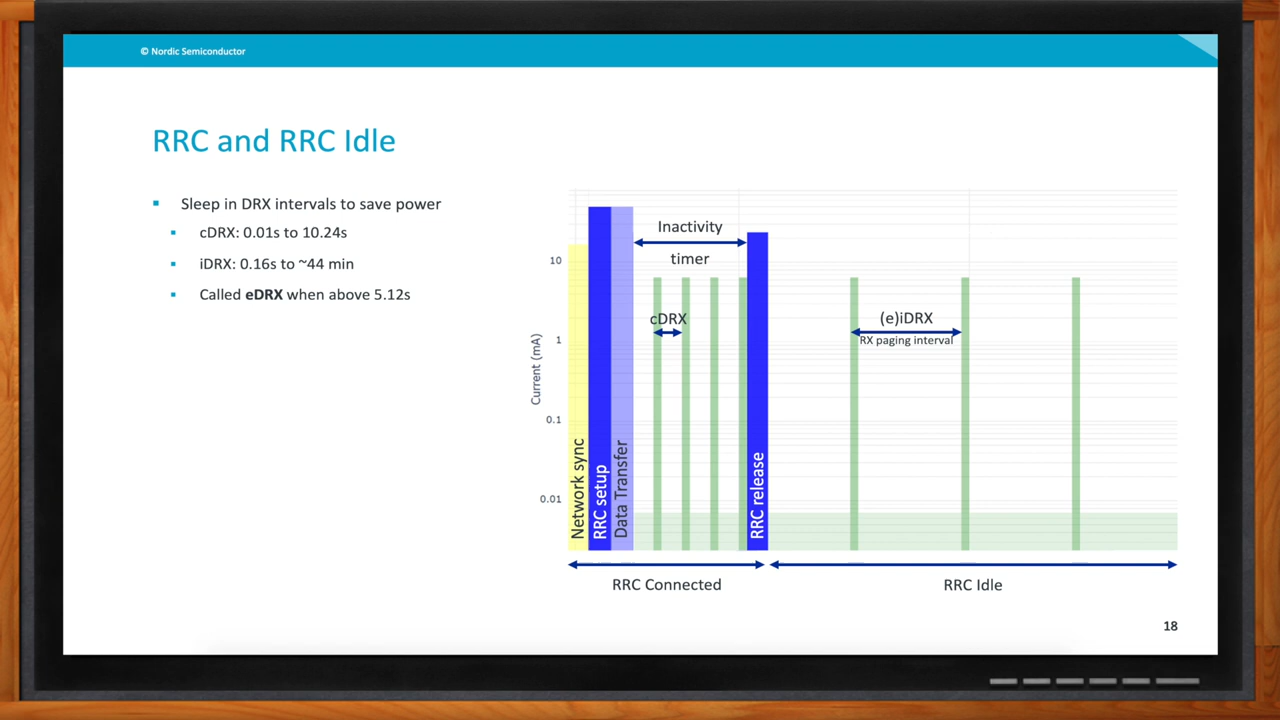 © Nordic Semiconductor
RRC and RRC Idle
Sleep in DRX intervals to save power
cDRX: 0.01s to 10.24s
iDRX: 0.16s to ~44 min
Called eDRX when above 5.12s
Current (mA)
10
1
0.1
0.01
Network sync
RRC setup
Data Transfer
Inactivity
timer
cDRX
RRC release
(e)iDRX
RX paging interval
RRC Connected
RRC Idle
18